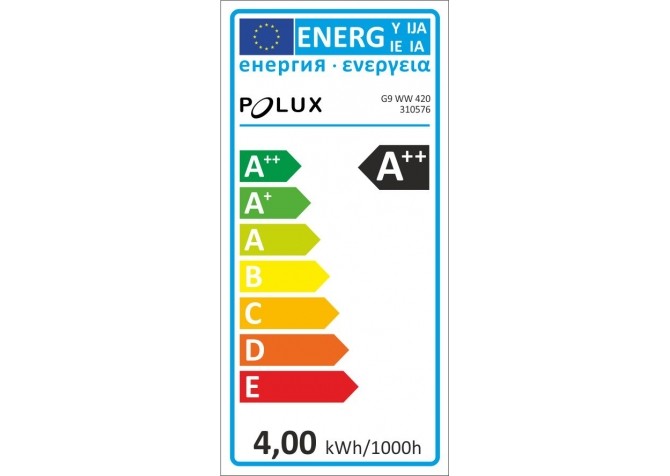 ENERG Y IJA
IE IA
енергия · ενεργεια
POLUX
G9 WW 420
310576
A++
A++
A+
A
B
C
D
E
4,00 kWh/1000h